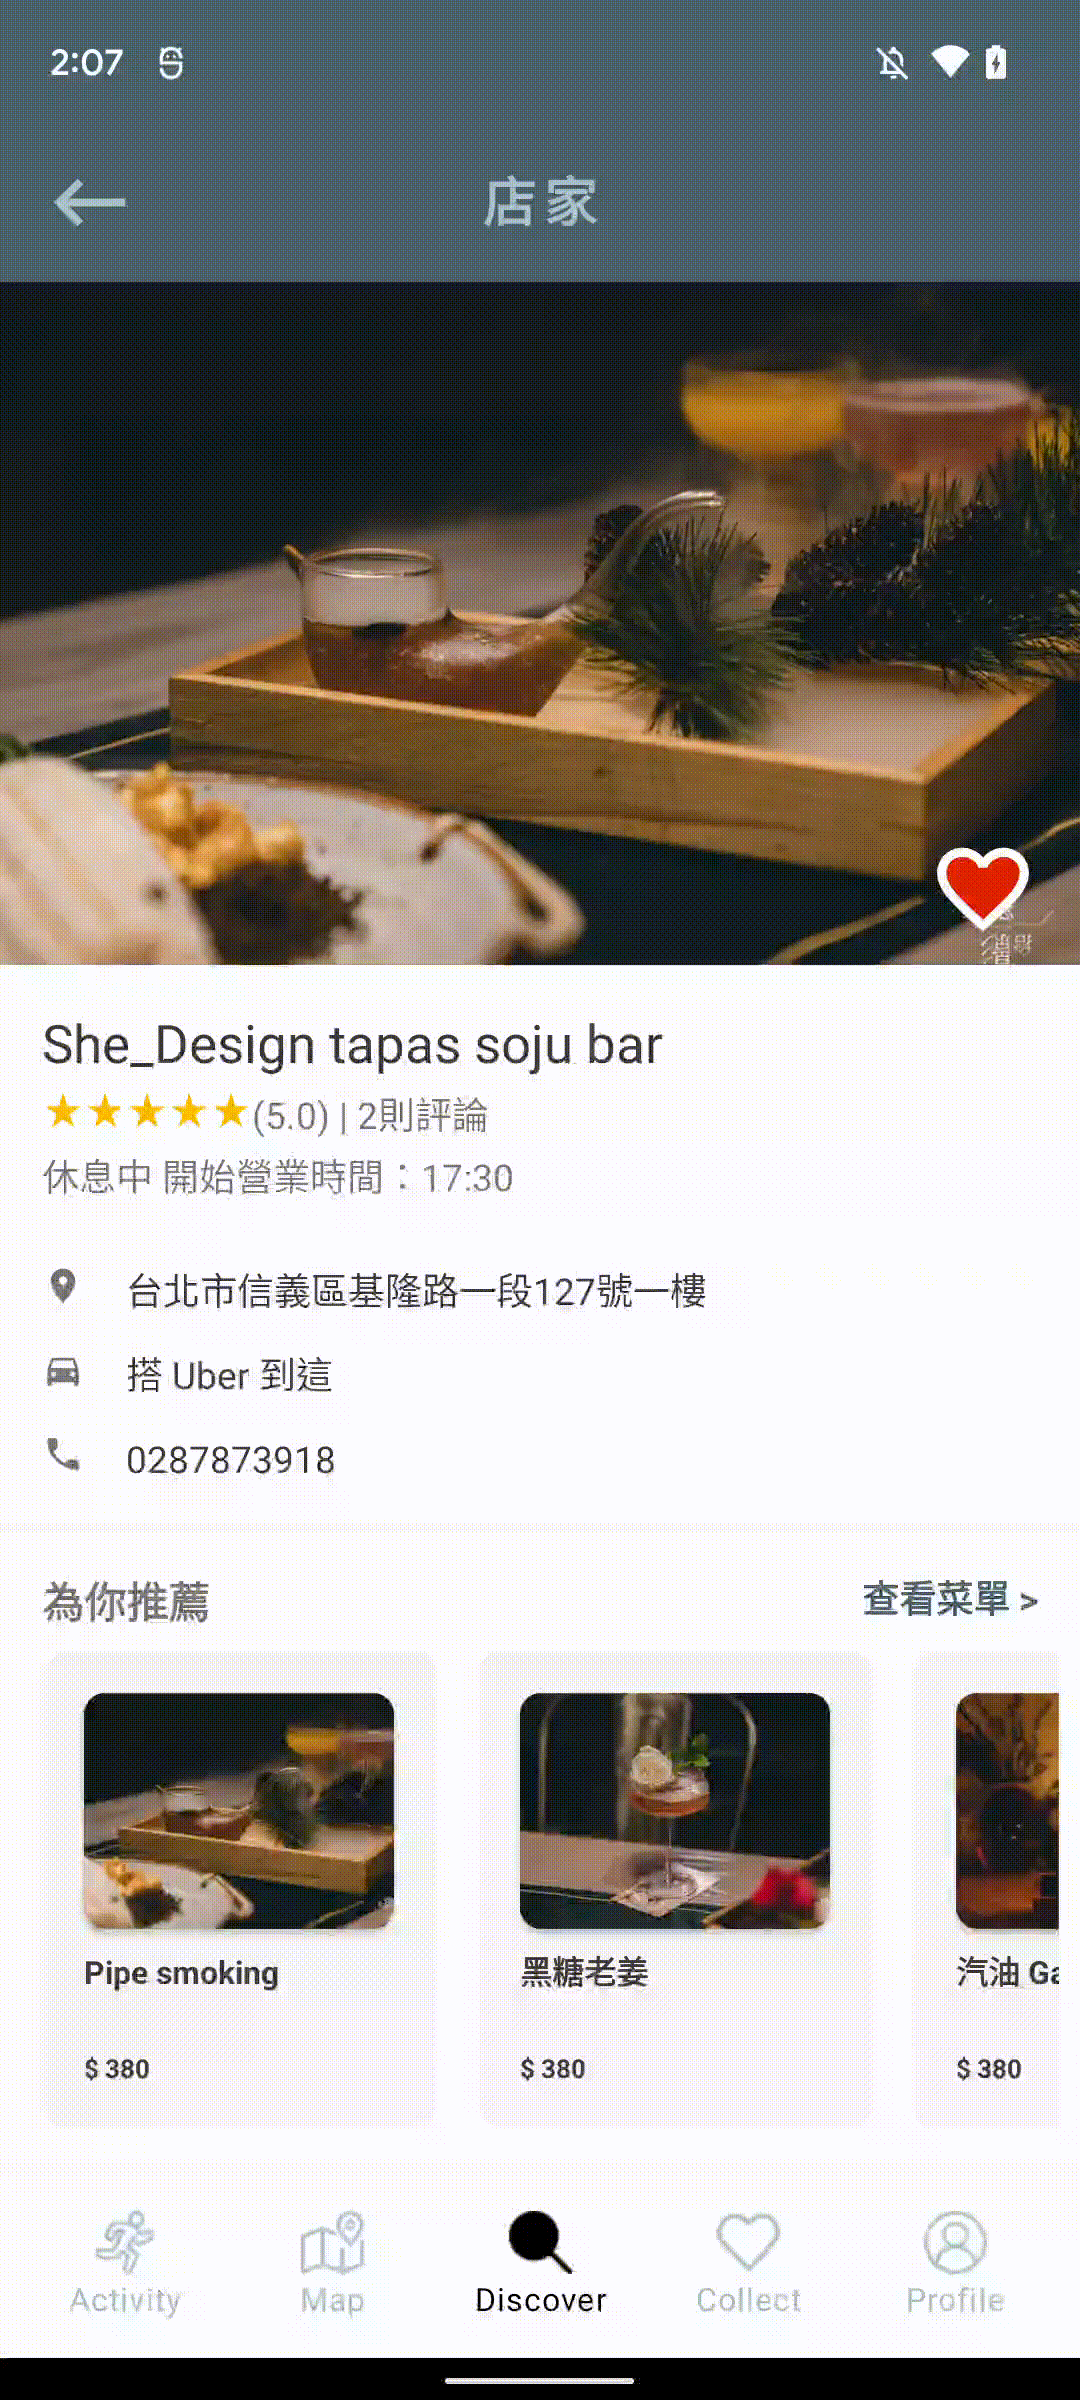 2:07
店家
She_Design tapas soju bar
★★★★★(5.0) | 2則評論
休息中 開始營業時間：17:30
台北市信義區基隆路一段127號一樓
搭 Uber 到這
0287873918
為你推薦
查看菜單 >
Pipe smoking
黑糖老姜
汽油 Ga
$ 380
$ 380
$ 380
Activity
Map
Discover
Collect
Profile